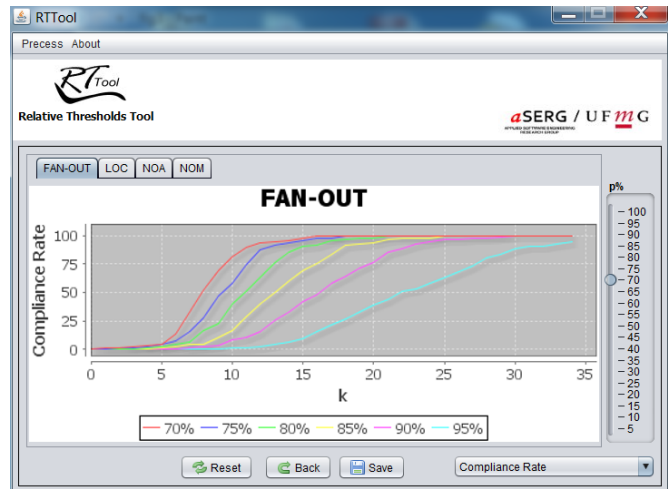 RTTool
Precess About
RT Tool
Relative Thresholds Tool
aSERG / UFmG
APPLIED SOFTWARE ENGINEERING
RESEARCH GROUP
FAN-OUT LOC NOA NOM
FAN-OUT
Compliance Rate
100
75
50
25
0
0 5 10 15 20 25 30 35
k
70% 75% 80% 85% 90% 95%
p%
100
95
90
85
80
75
70
65
60
55
50
45
40
35
30
25
20
15
10
5
Reset Back Save Compliance Rate